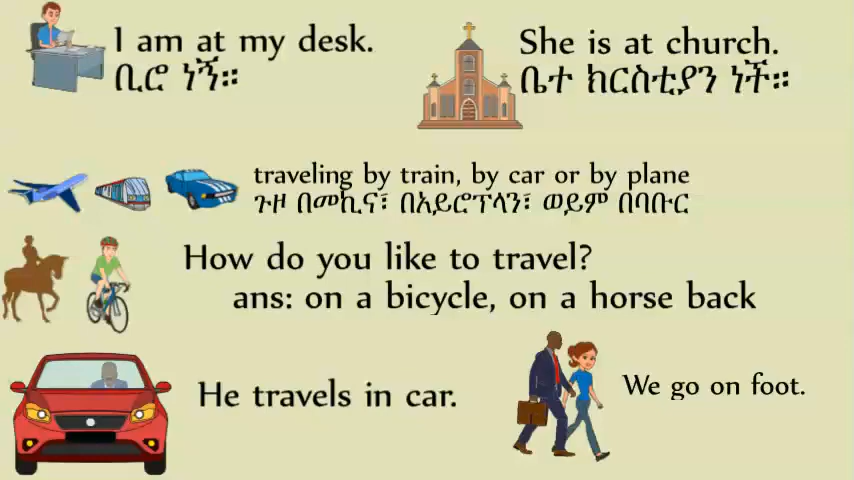 I am at my desk.
ቢሮ ነኝ።
She is at church.
ቤተ ክርስቲያን ነች።
traveling by train, by car or by plane
ጉዞ በመኪና፣ በአይሮፕላን፣ ወይም በባቡር
How do you like to travel?
ans: on a bicycle, on a horse back
He travels in car.
We go on foot.